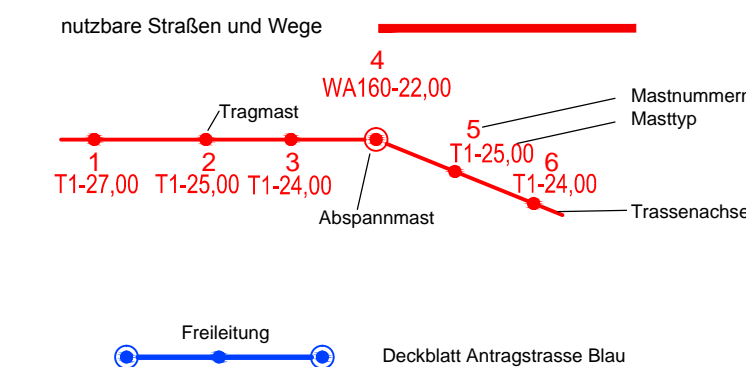 nutzbare Straßen und Wege
4
WA160-22,00
Tragmast
Mastnummern
5
Masttyp
1
2
3
T1-25,00
6
T1-27,00
T1-25,00
T1-24,00
T1-24,00
Abspannmast
Trassenachse
Freileitung
Deckblatt Antragstrasse Blau